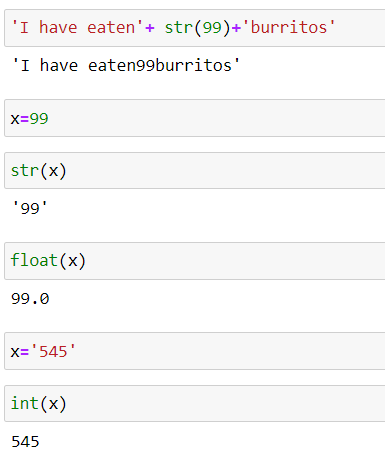 'I have eaten'+ str(99)+'burritos'
'I have eaten99burritos'
x=99
str(x)
'99'
float(x)
99.0
x='545'
int(x)
545